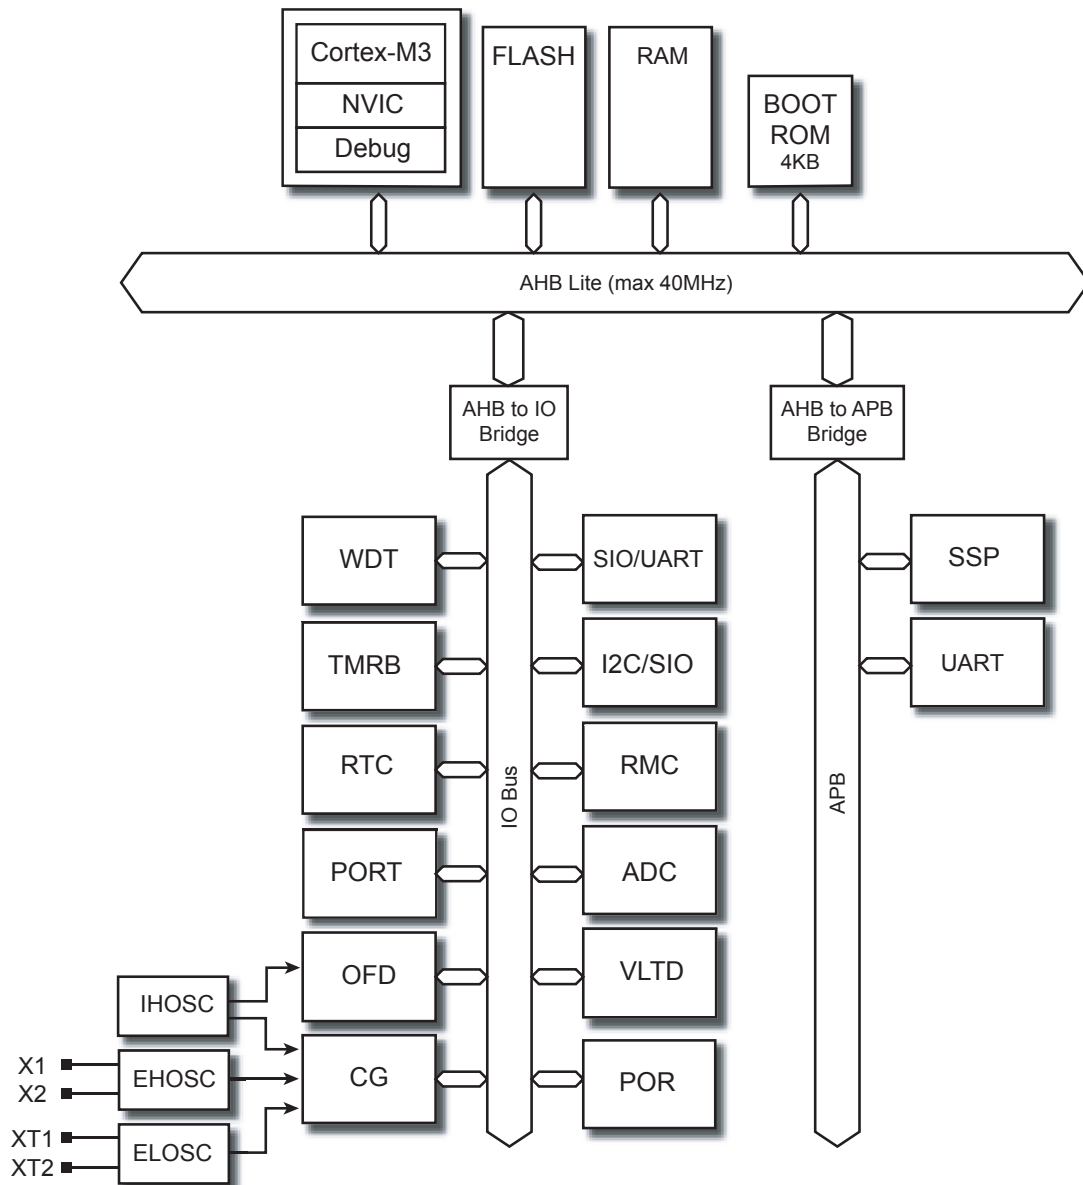 Cortex-M3
NVIC
Debug
FLASH
RAM
BOOT
ROM
4KB
AHB Lite (max 40MHz)
AHB to IO
Bridge
AHB to APB
Bridge
WDT
SIO/UART
SSP
TMRB
I2C/SIO
UART
RTC
RMC
IO Bus
APB
PORT
ADC
OFD
VLTD
IHOSC
CG
POR
X1
X2
EHOSC
XT1
XT2
ELOSC